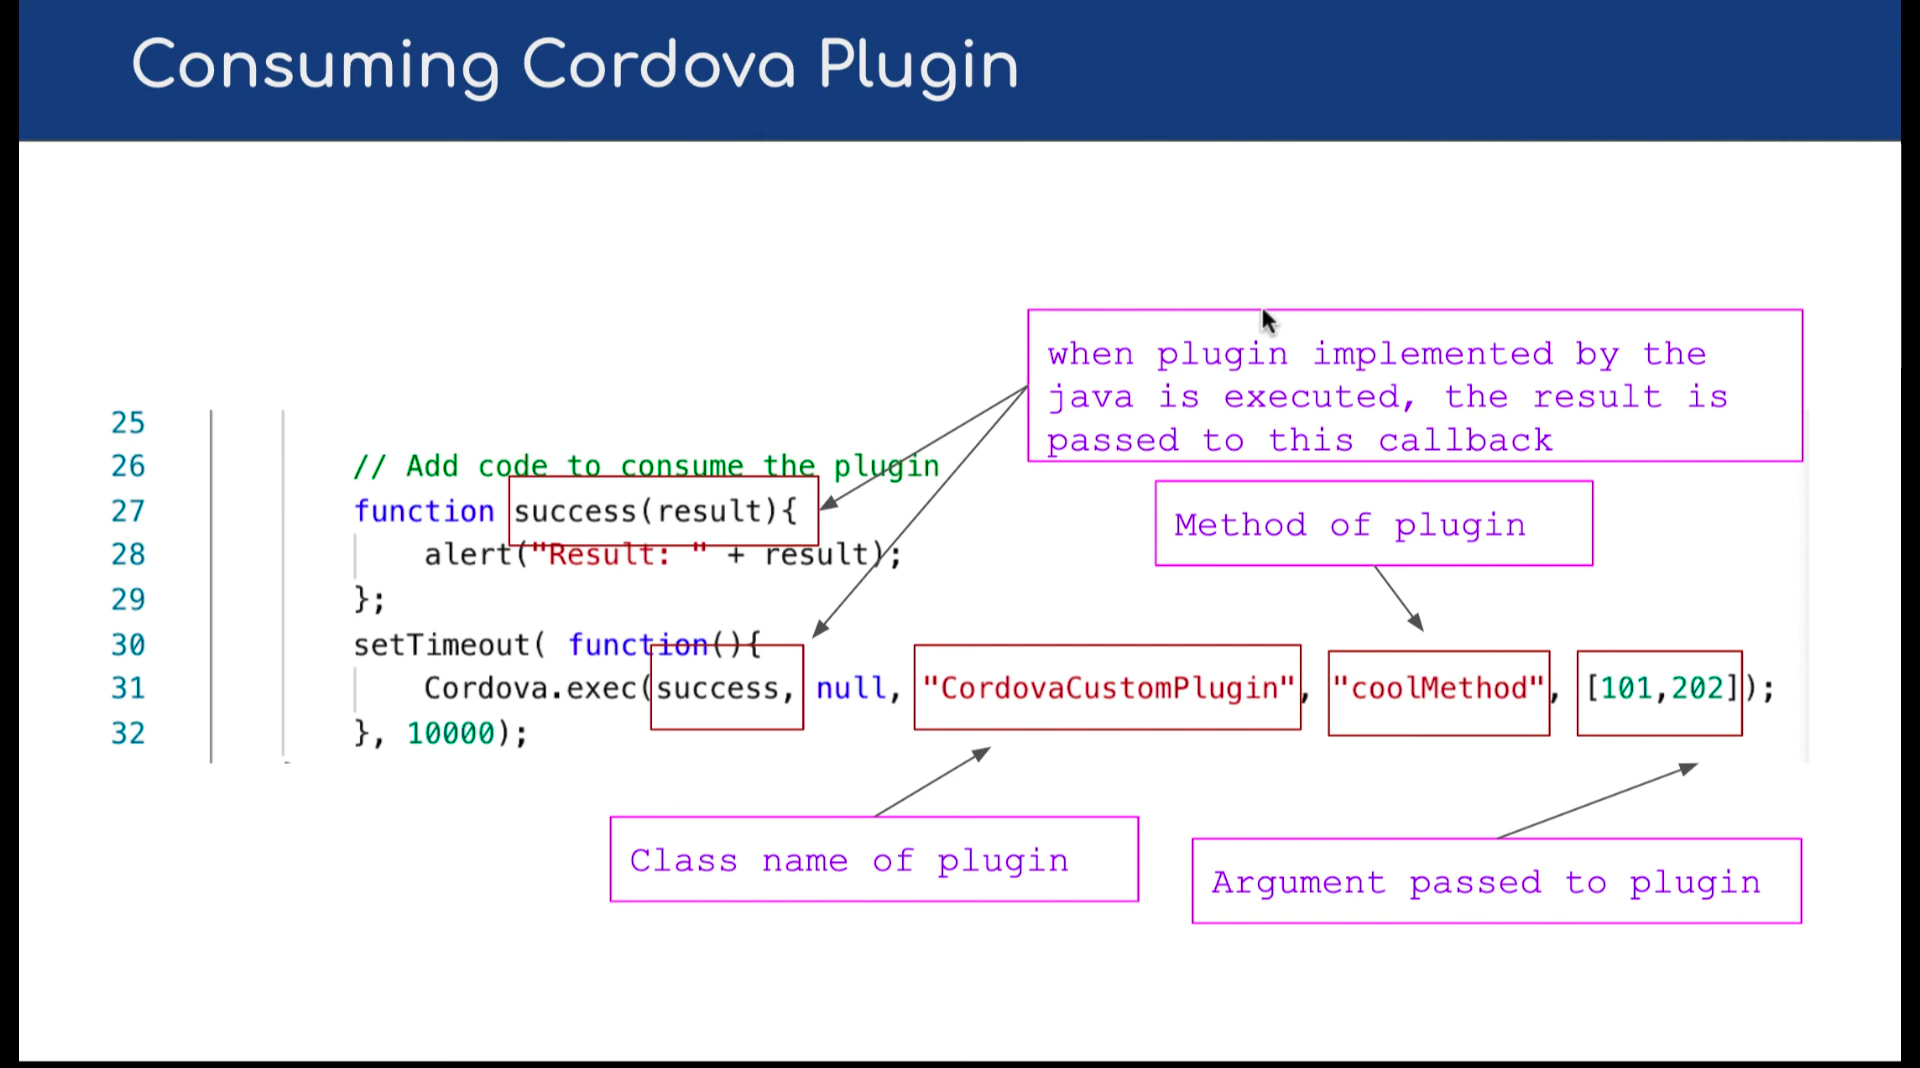 Consuming Cordova Plugin
when plugin implemented by the
java is executed, the result is
passed to this callback
25
26 // Add code to consume the plugin
27 function success(result){
28 alert("Result: " + result);
29 };
30 setTimeout( function(){
31 Cordova.exec(success, null, "CordovaCustomPlugin", "coolMethod", [101,202]);
32 }, 10000);
Method of plugin
Class name of plugin
Argument passed to plugin